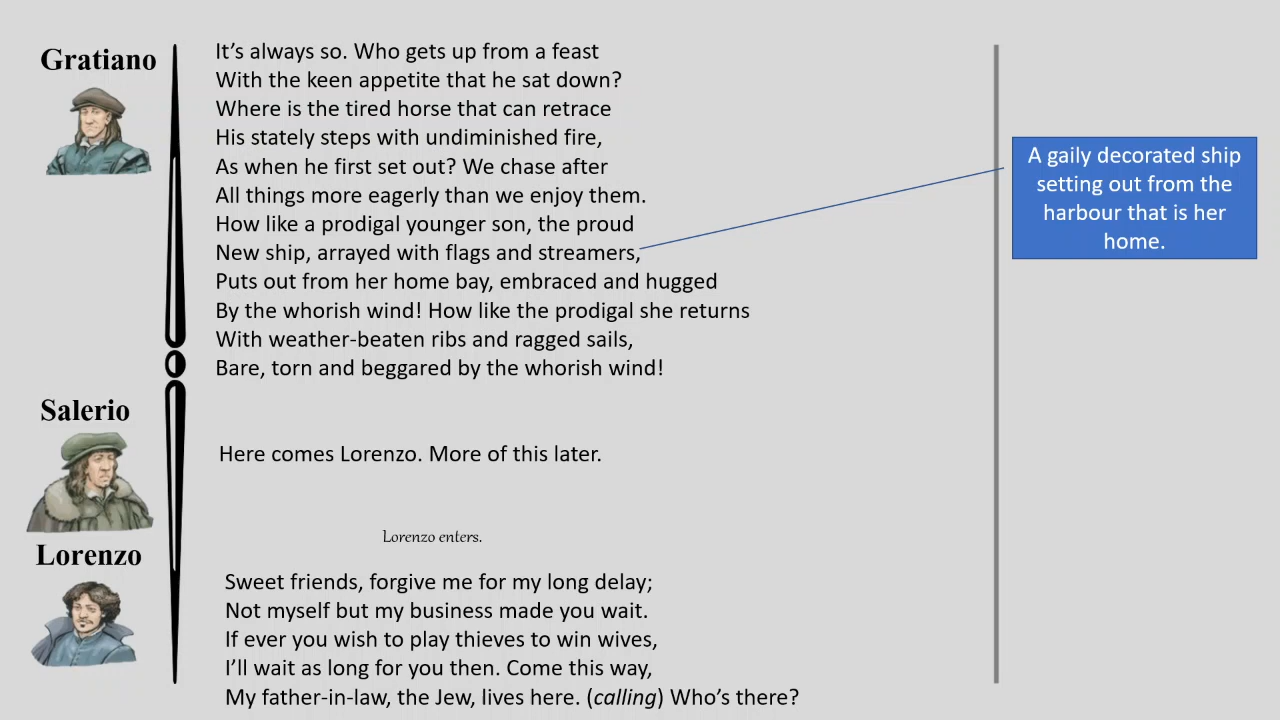 Gratiano
It's always so. Who gets up from a feast
With the keen appetite that he sat down?
Where is the tired horse that can retrace
His stately steps with undiminished fire,
As when he first set out? We chase after
All things more eagerly than we enjoy them.
How like a prodigal younger son, the proud
New ship, arrayed with flags and streamers,
Puts out from her home bay, embraced and hugged
By the whorish wind! How like the prodigal she returns
With weather-beaten ribs and ragged sails,
Bare, torn and beggared by the whorish wind!
A gaily decorated ship
setting out from the
harbour that is her
home.
Salerio
Here comes Lorenzo. More of this later.
Lorenzo enters.
Lorenzo
Sweet friends, forgive me for my long delay;
Not myself but my business made you wait.
If ever you wish to play thieves to win wives,
I'll wait as long for you then. Come this way,
My father-in-law, the Jew, lives here. (calling) Who's there?